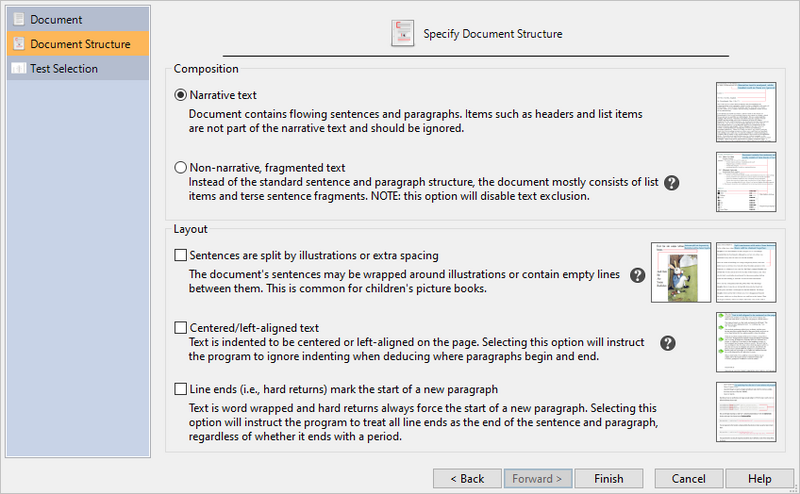 Document
Document Structure
Test Selection
Specify Document Structure
Composition
Narrative text
Document contains flowing sentences and paragraphs. Items such as headers and list items
are not part of the narrative text and should be ignored.
Non-narrative, fragmented text
Instead of the standard sentence and paragraph structure, the document mostly consists of list
items and terse sentence fragments. NOTE: this option will disable text exclusion.
Layout
Sentences are split by illustrations or extra spacing
The document's sentences may be wrapped around illustrations or contain empty lines
between them. This is common for children's picture books.
Centered/left-aligned text
Text is indented to be centered or left-aligned on the page. Selecting this option will instruct
the program to ignore indenting when deducing where paragraphs begin and end.
Line ends (i.e., hard returns) mark the start of a new paragraph
Text is word wrapped and hard returns always force the start of a new paragraph. Selecting this
option will instruct the program to treat all line ends as the end of the sentence and paragraph,
regardless of whether it ends with a period.
< Back
Forward >
Finish
Cancel
Help